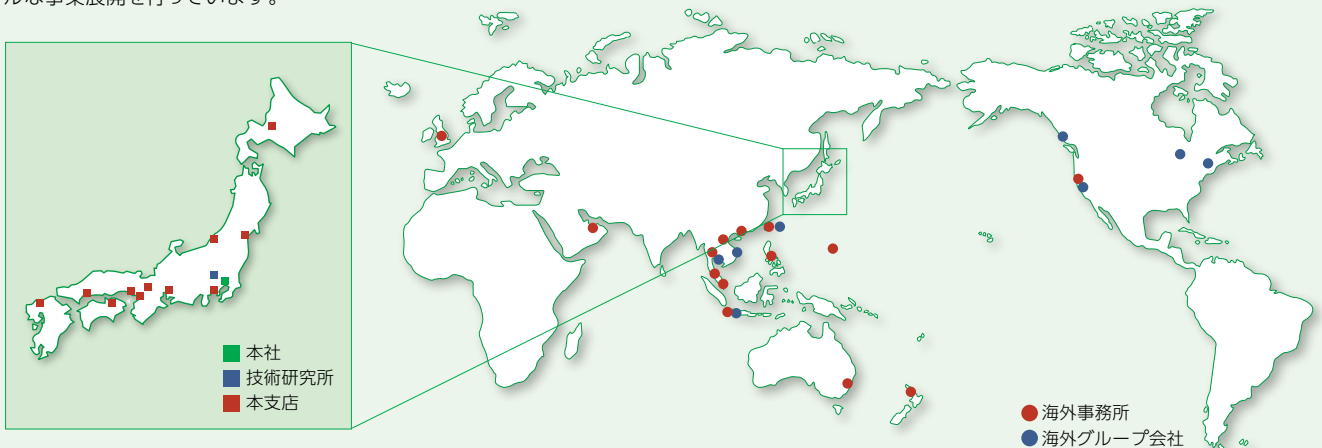 ルな事業展開を行っています。
本社
技術研究所
本支店
海外事務所
海外グループ会社